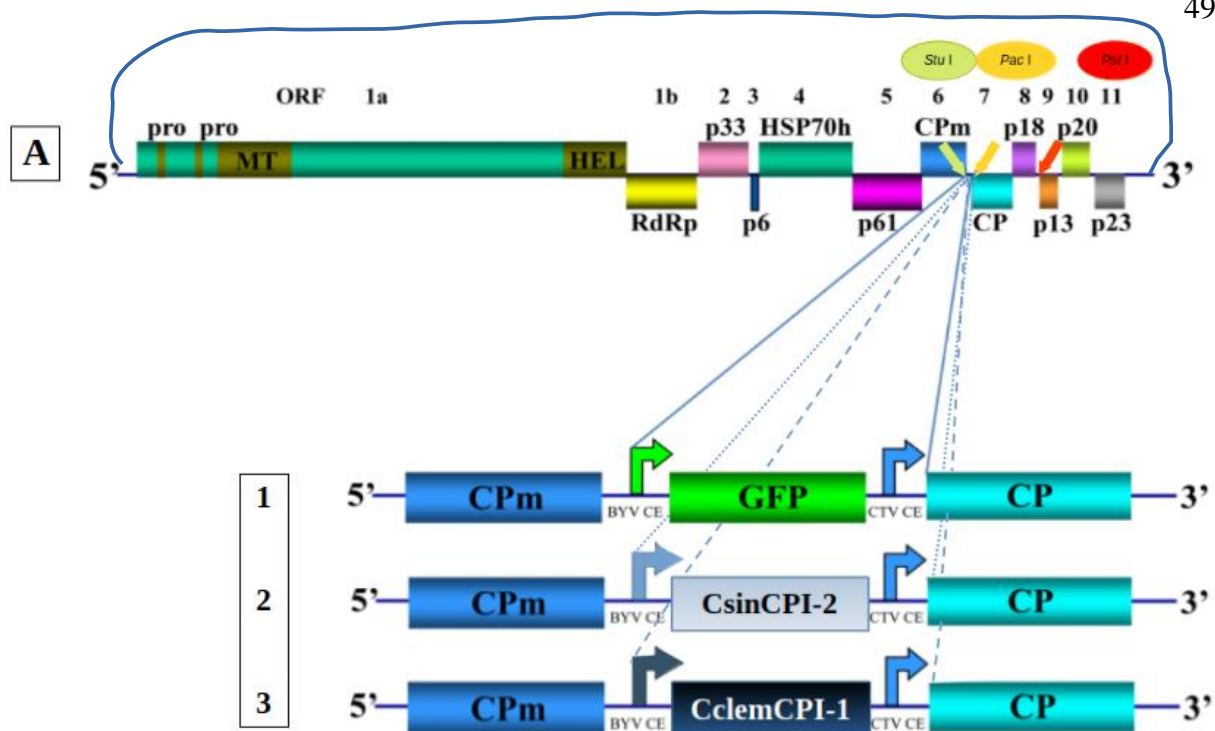 49
Stu I Pac I Pst I
ORF 1a 1b 2 3 4 5 6 7 8 9 10 11
pro pro p33 HSP70h CPm p18 p20
A
5’ MT HEL 3’
RdRp p6 p61 CP p13 p23
1 5’ CPm GFP CP 3’
BYV CE CTV CE
2 5’ CPm CsinCPI-2 CP 3’
BYV CE CTV CE
3 5’ CPm CclemCPI-1 CP 3’
BYV CE CTV CE